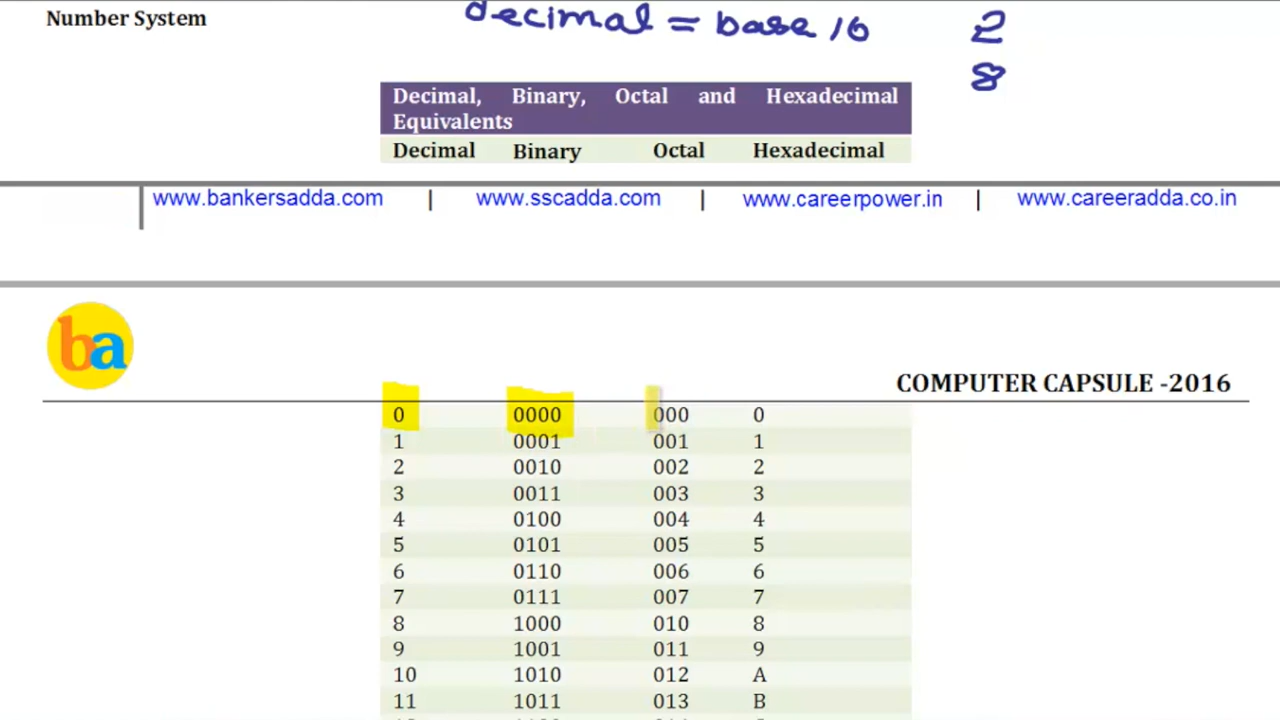 Number System
decimal = base 10
2
8
Decimal, Binary, Octal and Hexadecimal
Equivalents
Decimal Binary Octal Hexadecimal
www.bankersadda.com | www.sscadda.com | www.careerpower.in | www.careeradda.co.in
ba
COMPUTER CAPSULE -2016
0 0000 000 0
1 0001 001 1
2 0010 002 2
3 0011 003 3
4 0100 004 4
5 0101 005 5
6 0110 006 6
7 0111 007 7
8 1000 010 8
9 1001 011 9
10 1010 012 A
11 1011 013 B